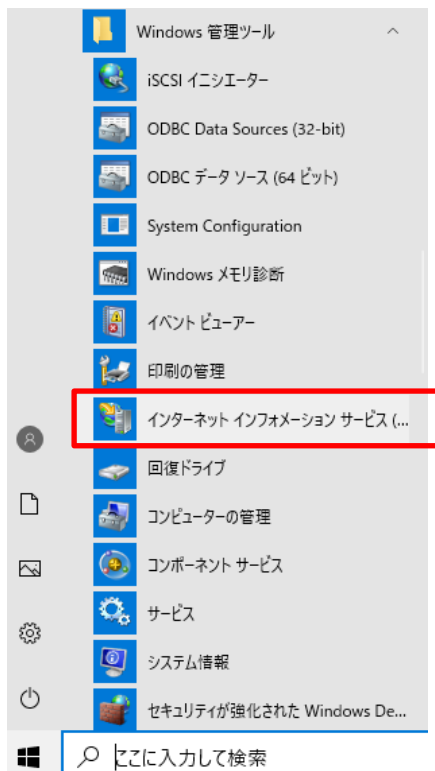 Windows 管理ツール
iSCSI イニシエーター
ODBC Data Sources (32-bit)
ODBC データ ソース (64 ビット)
System Configuration
Windows メモリ診断
イベント ビューアー
印刷の管理
インターネット インフォメーション サービス (...
回復ドライブ
コンピューターの管理
コンポーネント サービス
サービス
システム情報
セキュリティが強化された Windows De...
ここに入力して検索